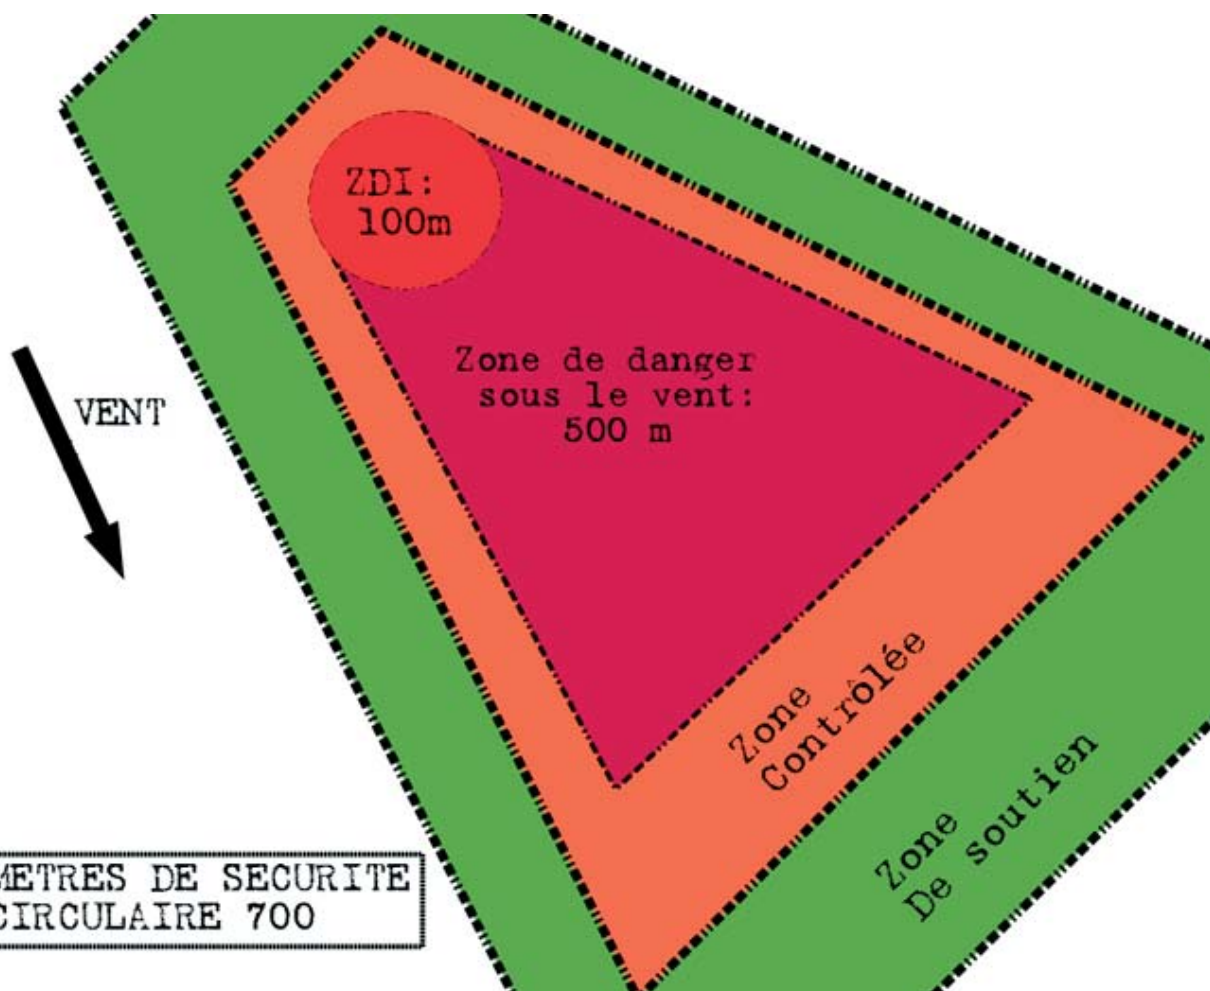 ZDI:
100m
Zone de danger
sous le vent:
500 m
VENT
Zone
Contrôlée
Zone
De soutien
METRES DE SECURITE
CIRCULAIRE 700